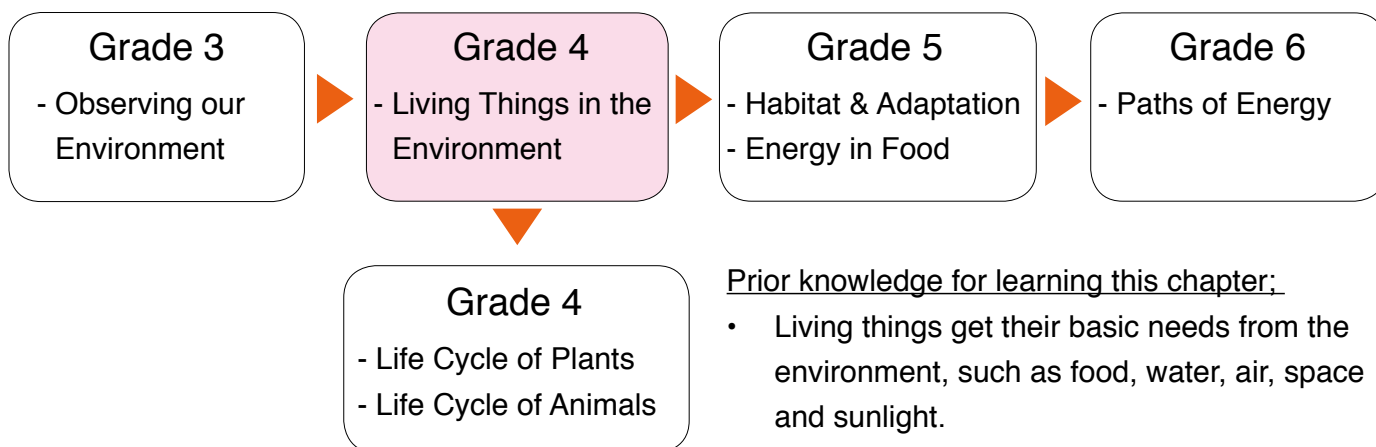 Grade 3
- Observing our
Environment
Grade 4
- Living Things in the
Environment
Grade 5
- Habitat & Adaptation
- Energy in Food
Grade 6
- Paths of Energy
Grade 4
- Life Cycle of Plants
- Life Cycle of Animals
Prior knowledge for learning this chapter;
• Living things get their basic needs from the
environment, such as food, water, air, space
and sunlight.